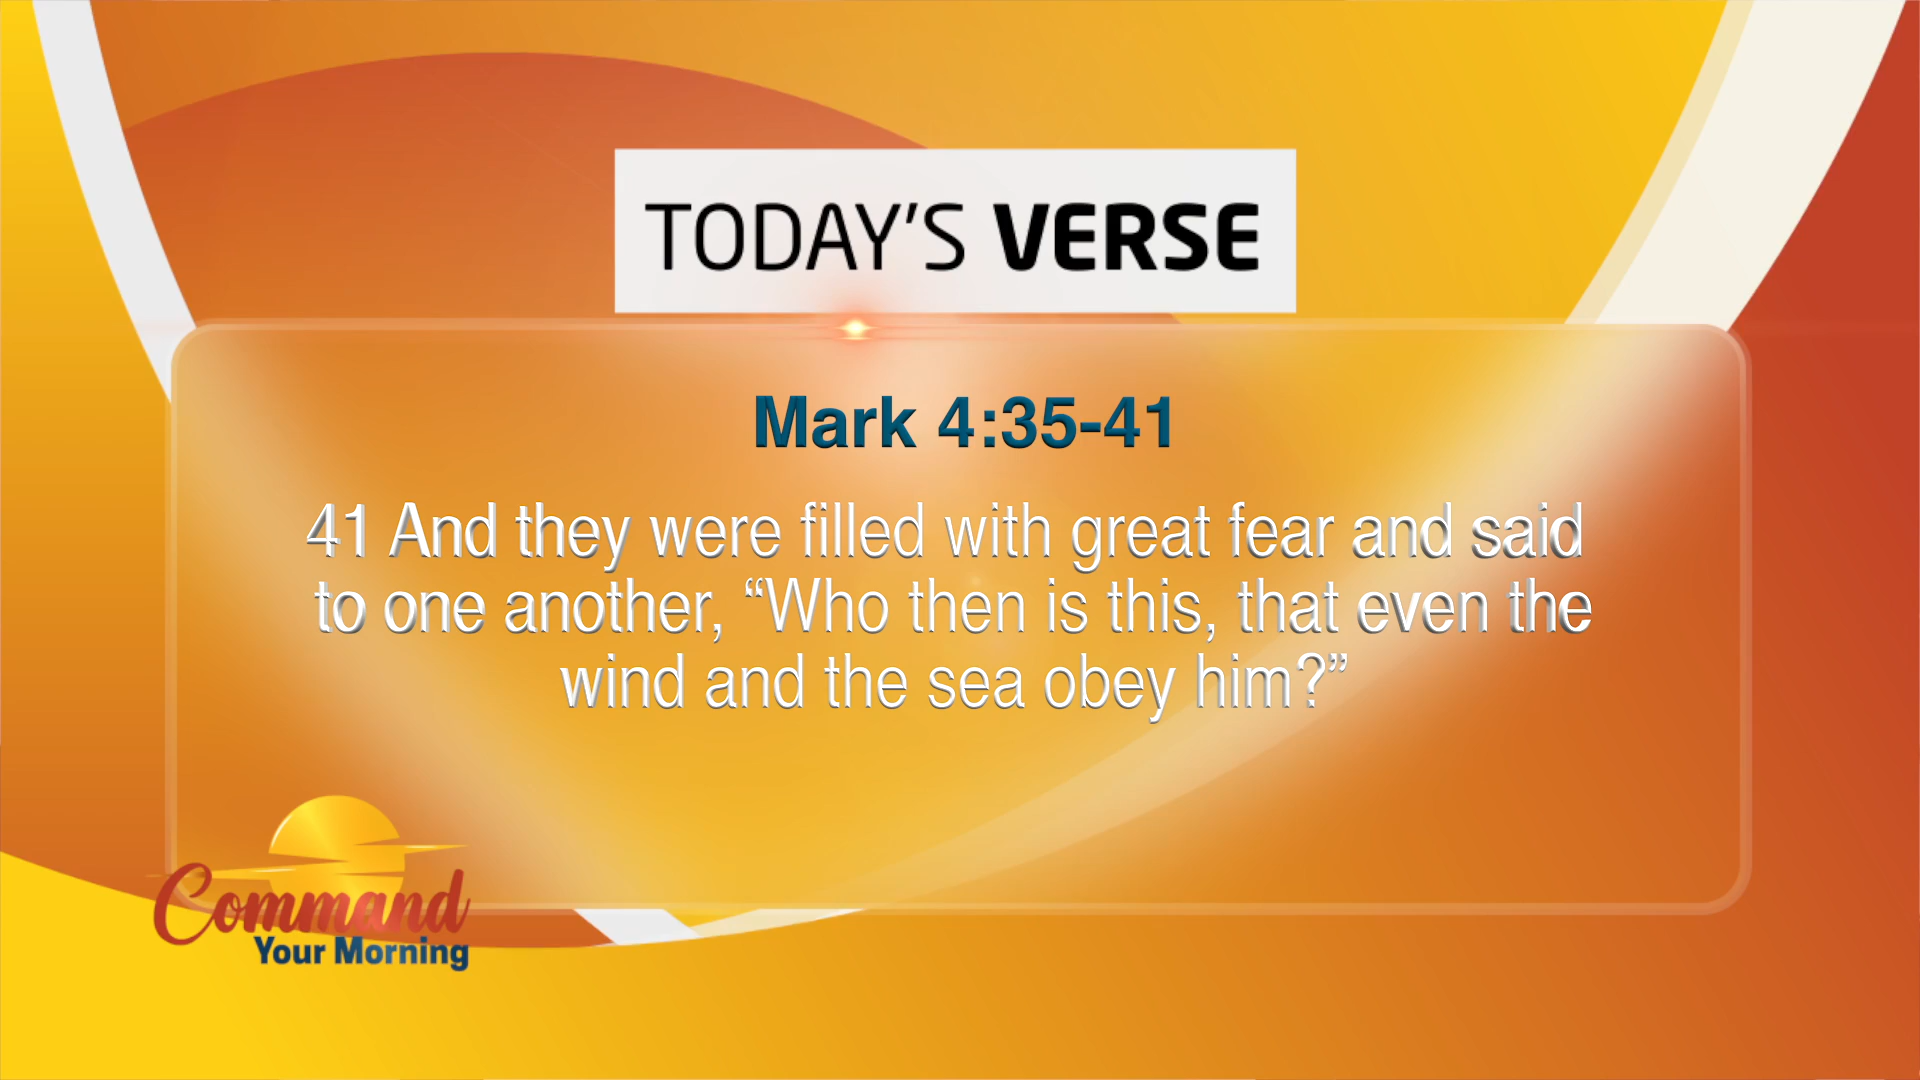 TODAY'S VERSE
Mark 4:35-41
41 And they were filled with great fear and said
to one another, “Who then is this, that even the
wind and the sea obey him?”
Command
Your Morning